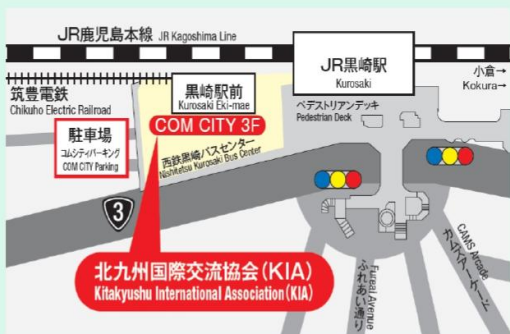 JR鹿児島本線 JR Kagoshima Line
JR黒崎駅
Kurosaki
小倉→
Kokura→
筑豊電鉄
Chikuho Electric Railroad
黒崎駅前
Kurosaki Eki-mae
COM CITY 3F
ペデストリアンデッキ
Pedestrian Deck
駐車場
コムシティパーキング
COM CITY Parking
西鉄黒崎バスセンター
Nishitetsu Kurosaki Bus Center
3
北九州国際交流協会(KIA)
Kitakyushu International Association(KIA)
Fureai Avenue
ふれあい通り
CAMS Arcade
カムズアーケード